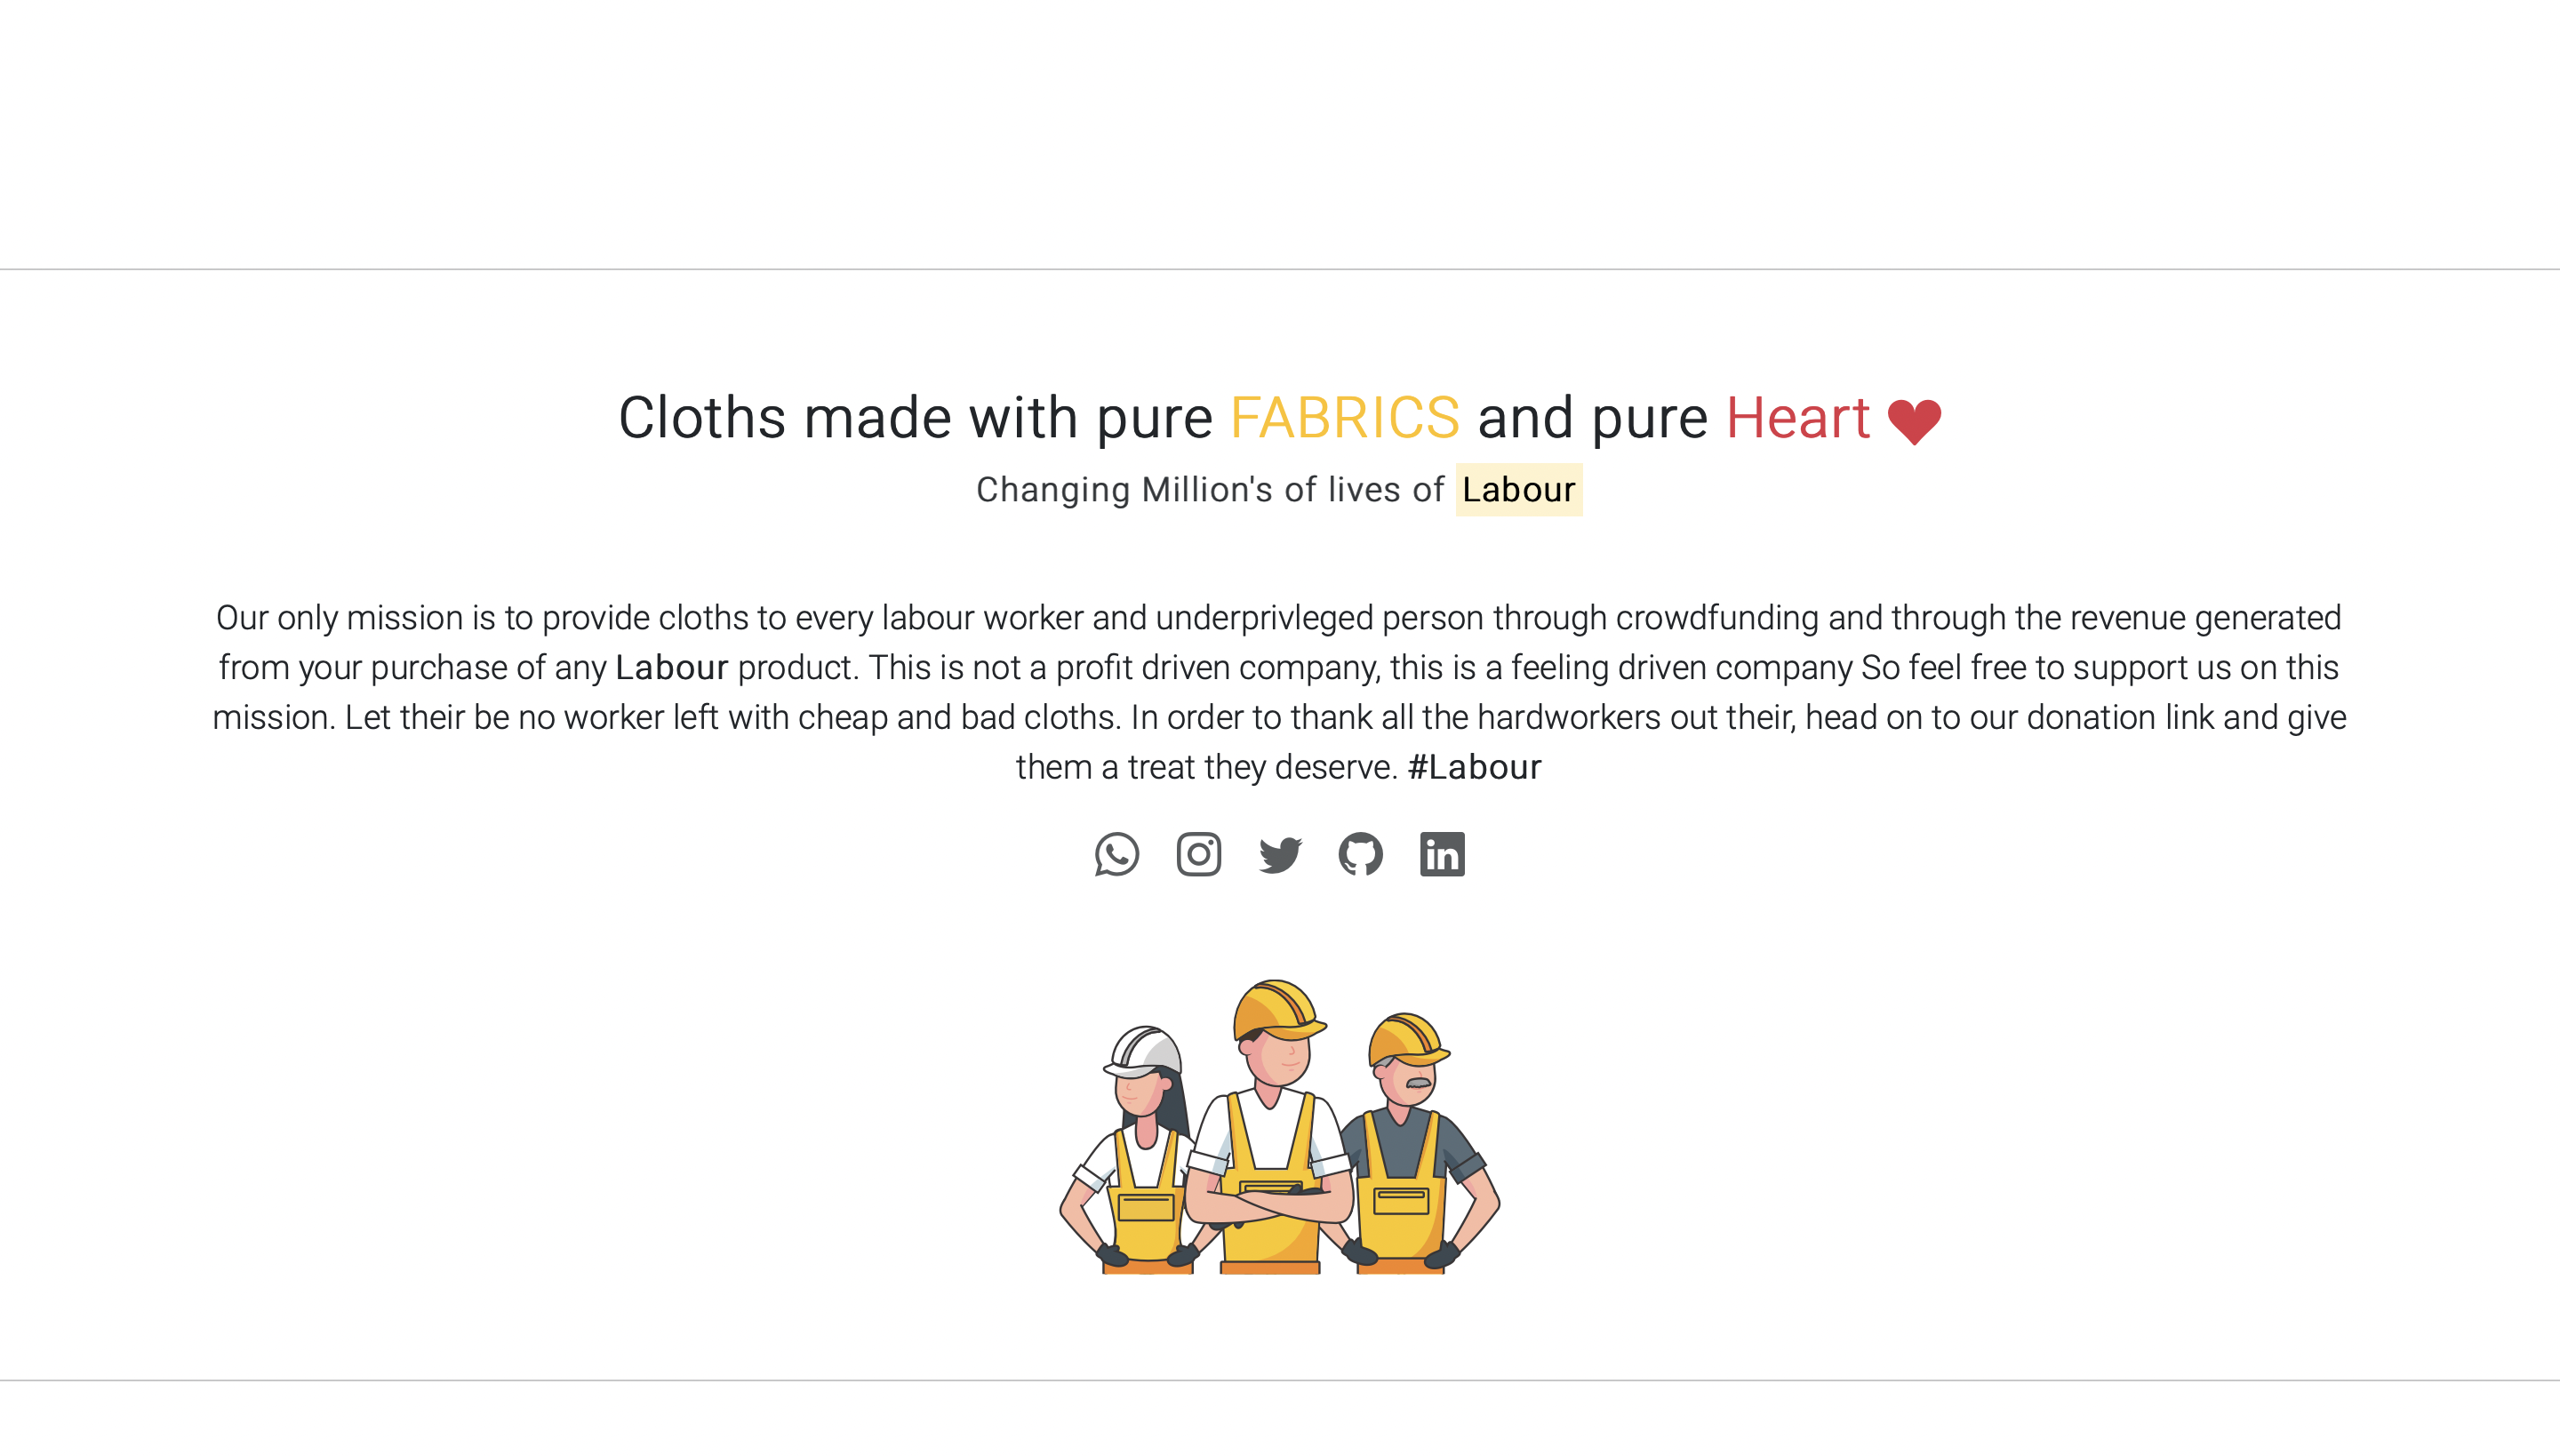 Cloths made with pure FABRICS and pure Heart
Changing Million's of lives of Labour
Our only mission is to provide cloths to every labour worker and underprivleged person through crowdfunding and through the revenue generated
from your purchase of any Labour product. This is not a profit driven company, this is a feeling driven company So feel free to support us on this
mission. Let their be no worker left with cheap and bad cloths. In order to thank all the hardworkers out their, head on to our donation link and give
them a treat they deserve. #Labour